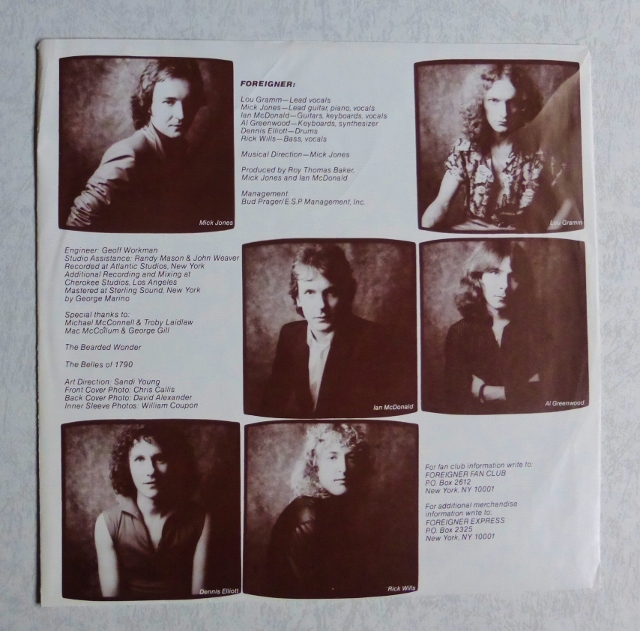 Mick Jones
FOREIGNER:
Lou Gramm—Lead vocals
Mick Jones—Lead guitar, piano, vocals
Ian McDonald—Guitars, keyboards, vocals
Al Greenwood—Keyboards, synthesizer
Dennis Elliott—Drums
Rick Wills—Bass, vocals
Musical Direction—Mick Jones
Produced by Roy Thomas Baker,
Mick Jones and Ian McDonald
Management:
Bud Prager/E.S.P. Management, Inc.
Lou Gramm
Engineer: Geoff Workman
Studio Assistance: Randy Mason & John Weaver
Recorded at Atlantic Studios, New York
Additional Recording and Mixing at
Cherokee Studios, Los Angeles
Mastered at Sterling Sound, New York
by George Marino
Special thanks to:
Michael McConnell & Troby Laidlaw
Mac McCollum & George Gill
The Bearded Wonder
The Belles of 1790
Art Direction: Sandi Young
Front Cover Photo: Chris Callis
Back Cover Photo: David Alexander
Inner Sleeve Photos: William Coupon
Ian McDonald
Al Greenwood
Dennis Elliott
Rick Wills
For fan club information write to:
FOREIGNER FAN CLUB
P.O. Box 2612
New York, NY 10001
For additional merchandise
information write to:
FOREIGNER EXPRESS
P.O. Box 2325
New York, NY 10001